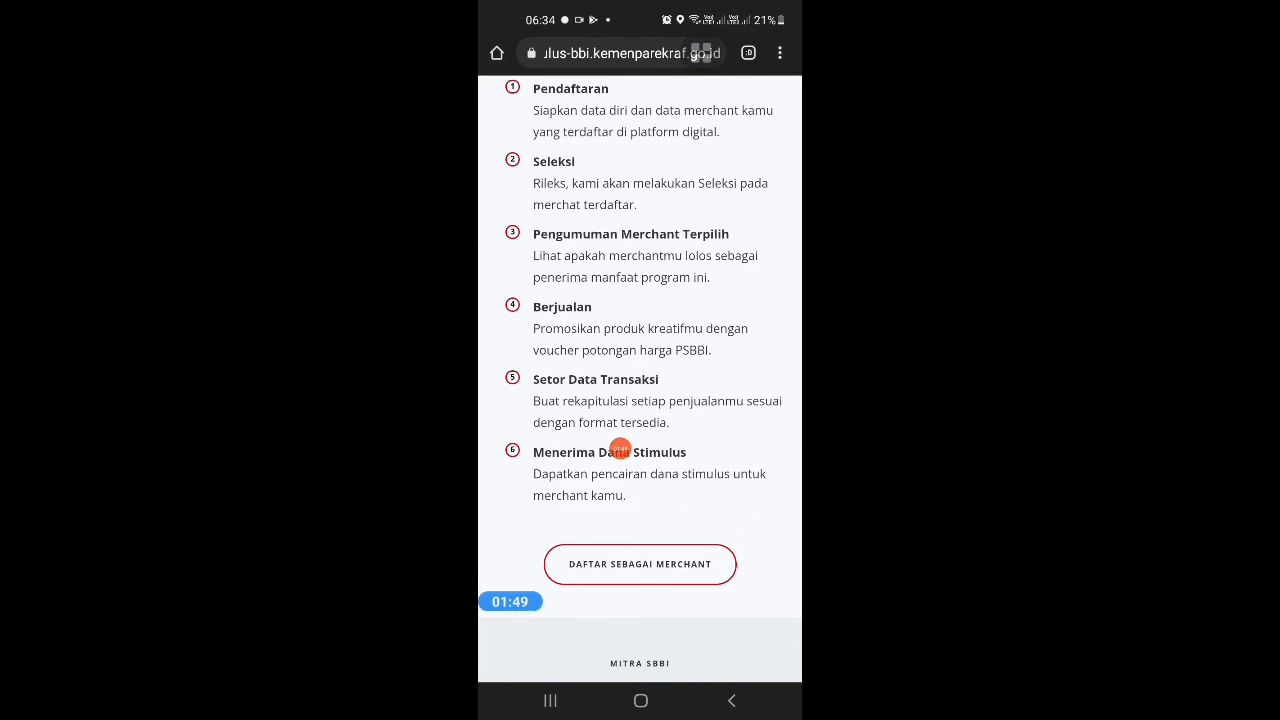 06:34 21%
ulus-bbi.kemenparekraf.go.id :D
1 Pendaftaran
Siapkan data diri dan data merchant kamu
yang terdaftar di platform digital.
2 Seleksi
Rileks, kami akan melakukan Seleksi pada
merchat terdaftar.
3 Pengumuman Merchant Terpilih
Lihat apakah merchantmu lolos sebagai
penerima manfaat program ini.
4 Berjualan
Promosikan produk kreatifmu dengan
voucher potongan harga PSBBI.
5 Setor Data Transaksi
Buat rekapitulasi setiap penjualanmu sesuai
dengan format tersedia.
6 Menerima Dana Stimulus
Dapatkan pencairan dana stimulus untuk
merchant kamu.
DAFTAR SEBAGAI MERCHANT
01:49
MITRA SBBI